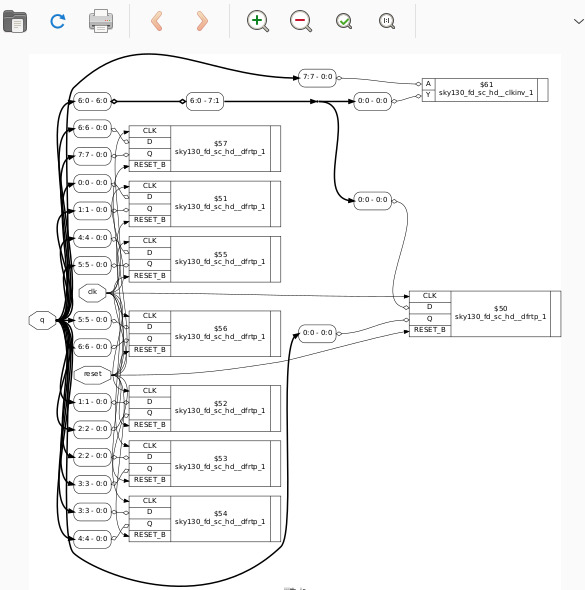 7:7 - 0:0
$61
A
sky130_fd_sc_hd__clkinv_1
Y
6:0 - 6:0
6:0 - 7:1
0:0 - 0:0
6:6 - 0:0
7:7 - 0:0
0:0 - 0:0
1:1 - 0:0
4:4 - 0:0
5:5 - 0:0
clk
q
5:5 - 0:0
6:6 - 0:0
reset
1:1 - 0:0
2:2 - 0:0
2:2 - 0:0
3:3 - 0:0
3:3 - 0:0
4:4 - 0:0
CLK
D
Q
RESET_B
$57
sky130_fd_sc_hd__dfrtp_1
CLK
D
Q
RESET_B
$51
sky130_fd_sc_hd__dfrtp_1
CLK
D
Q
RESET_B
$55
sky130_fd_sc_hd__dfrtp_1
CLK
D
Q
RESET_B
$56
sky130_fd_sc_hd__dfrtp_1
CLK
D
Q
RESET_B
$52
sky130_fd_sc_hd__dfrtp_1
CLK
D
Q
RESET_B
$53
sky130_fd_sc_hd__dfrtp_1
CLK
D
Q
RESET_B
$54
sky130_fd_sc_hd__dfrtp_1
0:0 - 0:0
0:0 - 0:0
CLK
D
Q
RESET_B
$50
sky130_fd_sc_hd__dfrtp_1